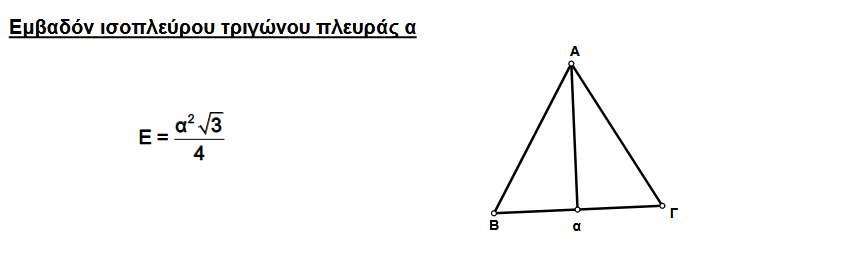 Εμβαδόν ισοπλεύρου τριγώνου πλευράς α
Α
Ε = α²√3/4
Β
α
Γ